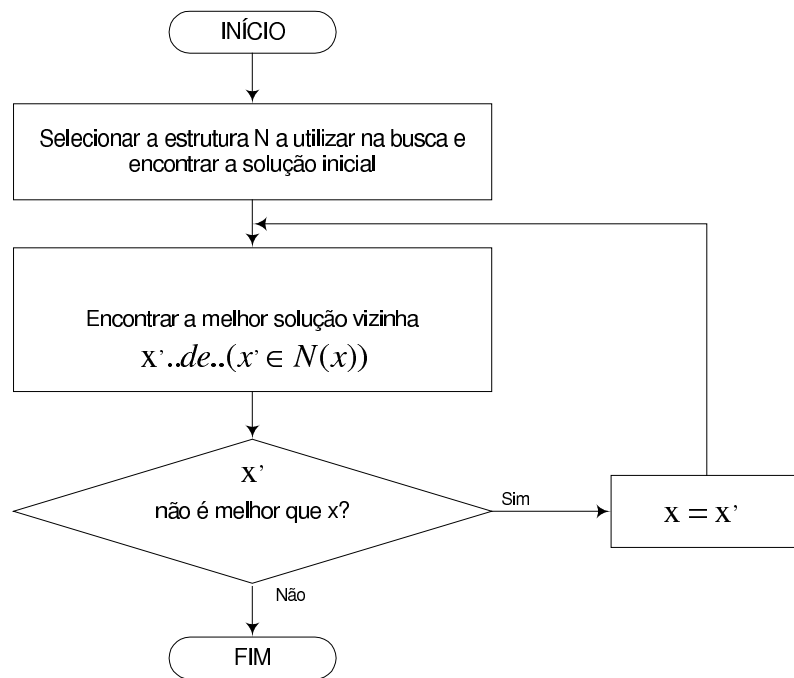 INÍCIO
Selecionar a estrutura N a utilizar na busca e
encontrar a solução inicial
Encontrar a melhor solução vizinha
x'..de..(x' ∈ N(x))
x'
não é melhor que x?
Sim
x = x'
Não
FIM